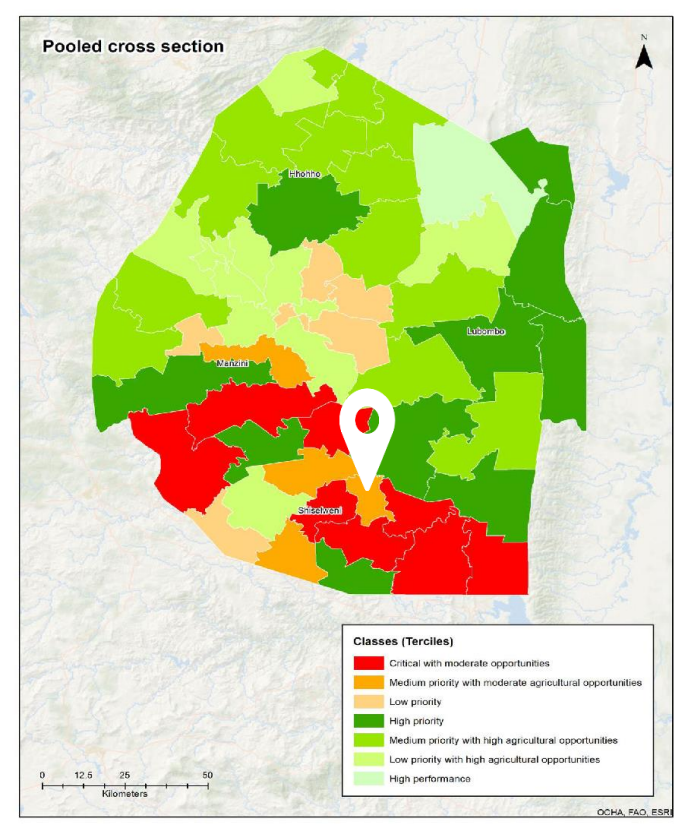 Pooled cross section
N
Hhohho
Lubombo
Manzini
Shiselweni
Classes (Terciles)
Critical with moderate opportunities
Medium priority with moderate agricultural opportunities
Low priority
High priority
Medium priority with high agricultural opportunities
Low priority with high agricultural opportunities
High performance
0 12.5 25 50
Kilometers
OCHA, FAO, ESRI